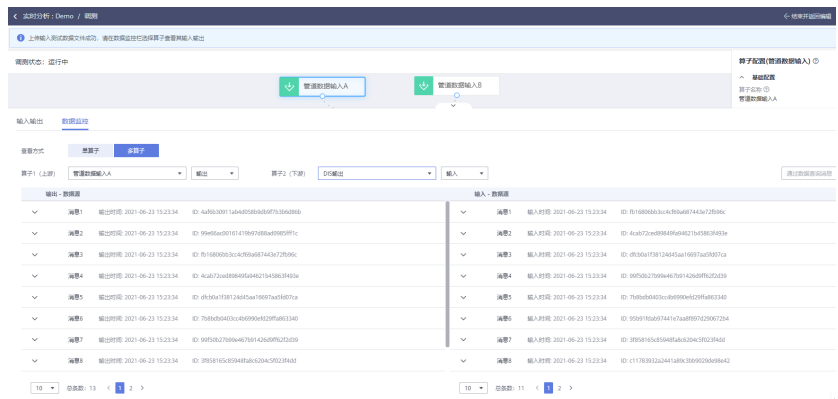 实时分析 : Demo / 调测 结束并返回编辑
上传输入测试数据文件成功，请在数据监控栏选择算子查看其输入输出
调测状态：运行中
算子配置(管道数据输入)
管道数据输入A 管道数据输入B
基础配置
算子名称
管道数据输入A
输入输出 数据监控
查看方式 单算子 多算子
算子1（上游） 管道数据输入A 输出 算子2（下游） DIS输出 输入 通过数据查询消息
输出 - 数据源 输入 - 数据源
消息1 输出时间: 2021-06-23 15:23:34 ID: 4af6b30911ab4d058b9db9f7b3b6d86b 消息1 输入时间: 2021-06-23 15:23:34 ID: fb16806bb3cc4cf69a687443e72fb96c
消息2 输出时间: 2021-06-23 15:23:34 ID: 99e66ac00161419b97d68ad0985fff1c 消息2 输入时间: 2021-06-23 15:23:34 ID: 4cab72ced89849fa94621b45863f493e
消息3 输出时间: 2021-06-23 15:23:34 ID: fb16806bb3cc4cf69a687443e72fb96c 消息3 输入时间: 2021-06-23 15:23:34 ID: dfcb0a1f38124d45aa16697aa5fd07ca
消息4 输出时间: 2021-06-23 15:23:34 ID: 4cab72ced89849fa94621b45863f493e 消息4 输入时间: 2021-06-23 15:23:34 ID: 99f50b27b99e467b91426d9ff62f2d39
消息5 输出时间: 2021-06-23 15:23:34 ID: dfcb0a1f38124d45aa16697aa5fd07ca 消息5 输入时间: 2021-06-23 15:23:34 ID: 7b8bdb0403cc4b6990efd29ffa863340
消息6 输出时间: 2021-06-23 15:23:34 ID: 7b8bdb0403cc4b6990efd29ffa863340 消息6 输入时间: 2021-06-23 15:23:34 ID: 95b91fdab97441e7aa8f897d290672b4
消息7 输出时间: 2021-06-23 15:23:34 ID: 99f50b27b99e467b91426d9ff62f2d39 消息7 输入时间: 2021-06-23 15:23:34 ID: 3f858165c85948fa8c6204c5f023f4dd
消息8 输出时间: 2021-06-23 15:23:34 ID: 3f858165c85948fa8c6204c5f023f4dd 消息8 输入时间: 2021-06-23 15:23:34 ID: c11783932a2441a89c3bb9029de98e42
10 总条数: 13 < 1 2 > 10 总条数: 11 < 1 2 >